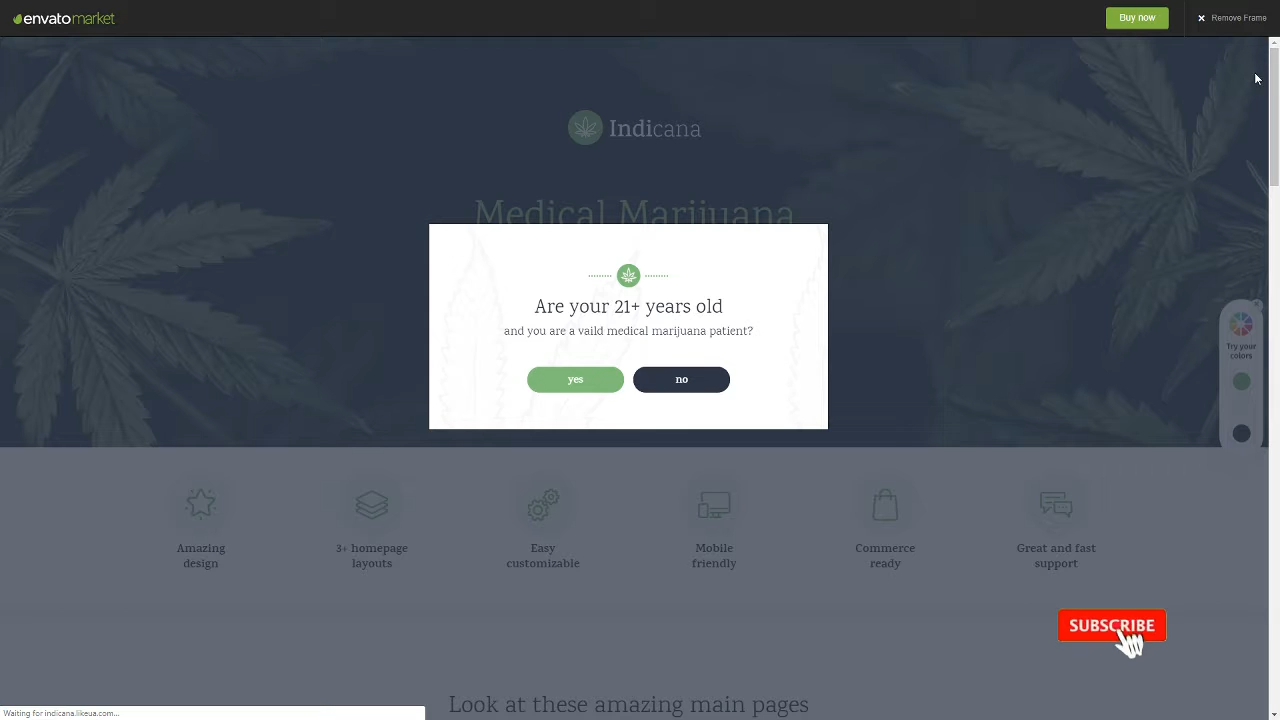 envatomarket
Buy now
Remove Frame
Indicana
Medical Marijuana
Are your 21+ years old
and you are a vaild medical marijuana patient?
yes
no
Try your
colors
Amazing
design
3+ homepage
layouts
Easy
customizable
Mobile
friendly
Commerce
ready
Great and fast
support
SUBSCRIBE
Look at these amazing main pages
Waiting for indicana.likeua.com...